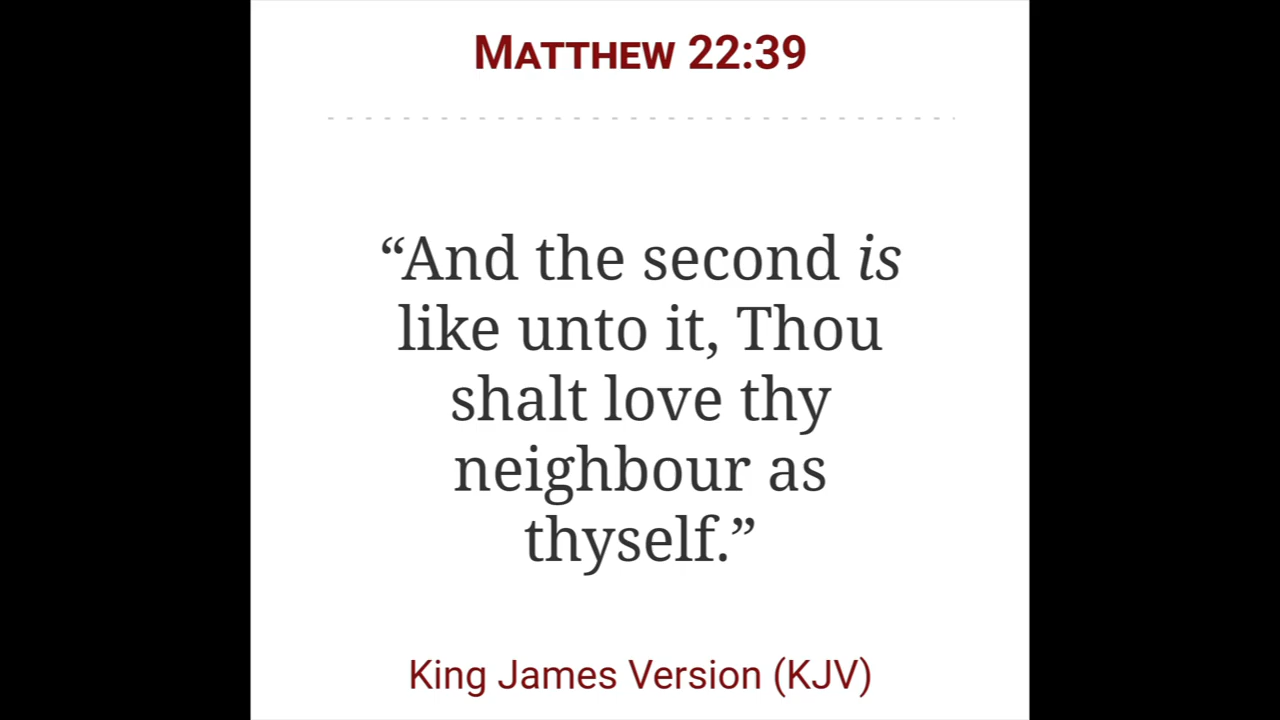 MATTHEW 22:39
“And the second is
like unto it, Thou
shalt love thy
neighbour as
thyself.”
King James Version (KJV)